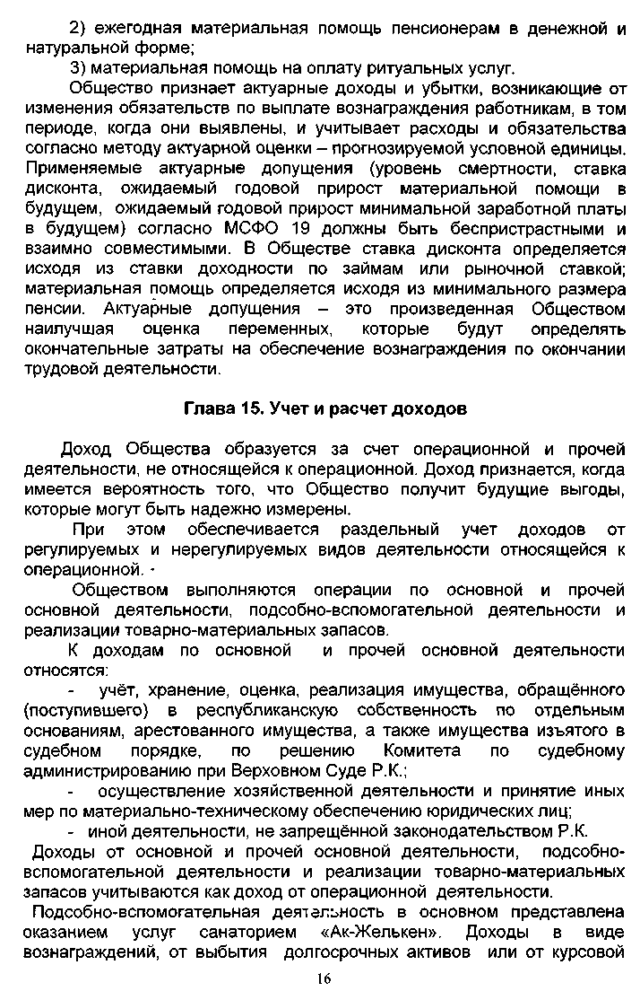 2) ежегодная материальная помощь пенсионерам в денежной и
натуральной форме;
3) материальная помощь на оплату ритуальных услуг.
Общество признает актуарные доходы и убытки, возникающие от
изменения обязательств по выплате вознаграждения работникам, в том
периоде, когда они выявлены, и учитывает расходы и обязательства
согласно методу актуарной оценки – прогнозируемой условной единицы.
Применяемые актуарные допущения (уровень смертности, ставка
дисконта, ожидаемый годовой прирост материальной помощи в
будущем, ожидаемый годовой прирост минимальной заработной платы
в будущем) согласно МСФО 19 должны быть беспристрастными и
взаимно совместимыми. В Обществе ставка дисконта определяется
исходя из ставки доходности по займам или рыночной ставкой;
материальная помощь определяется исходя из минимального размера
пенсии. Актуарные допущения – это произведенная Обществом
наилучшая оценка переменных, которые будут определять
окончательные затраты на обеспечение вознаграждения по окончании
трудовой деятельности.
Глава 15. Учет и расчет доходов
Доход Общества образуется за счет операционной и прочей
деятельности, не относящейся к операционной. Доход признается, когда
имеется вероятность того, что Общество получит будущие выгоды,
которые могут быть надежно измерены.
При этом обеспечивается раздельный учет доходов от
регулируемых и нерегулируемых видов деятельности относящейся к
операционной.
Обществом выполняются операции по основной и прочей
основной деятельности, подсобно-вспомогательной деятельности и
реализации товарно-материальных запасов.
К доходам по основной и прочей основной деятельности
относятся:
- учёт, хранение, оценка, реализация имущества, обращённого
(поступившего) в республиканскую собственность по отдельным
основаниям, арестованного имущества, а также имущества изъятого в
судебном порядке, по решению Комитета по судебному
администрированию при Верховном Суде Р.К.;
- осуществление хозяйственной деятельности и принятие иных
мер по материально-техническому обеспечению юридических лиц;
- иной деятельности, не запрещённой законодательством Р.К.
Доходы от основной и прочей основной деятельности, подсобно-
вспомогательной деятельности и реализации товарно-материальных
запасов учитываются как доход от операционной деятельности.
Подсобно-вспомогательная деятельность в основном представлена
оказанием услуг санаторием «Ак-Желькен». Доходы в виде
вознаграждений, от выбытия долгосрочных активов или от курсовой
16